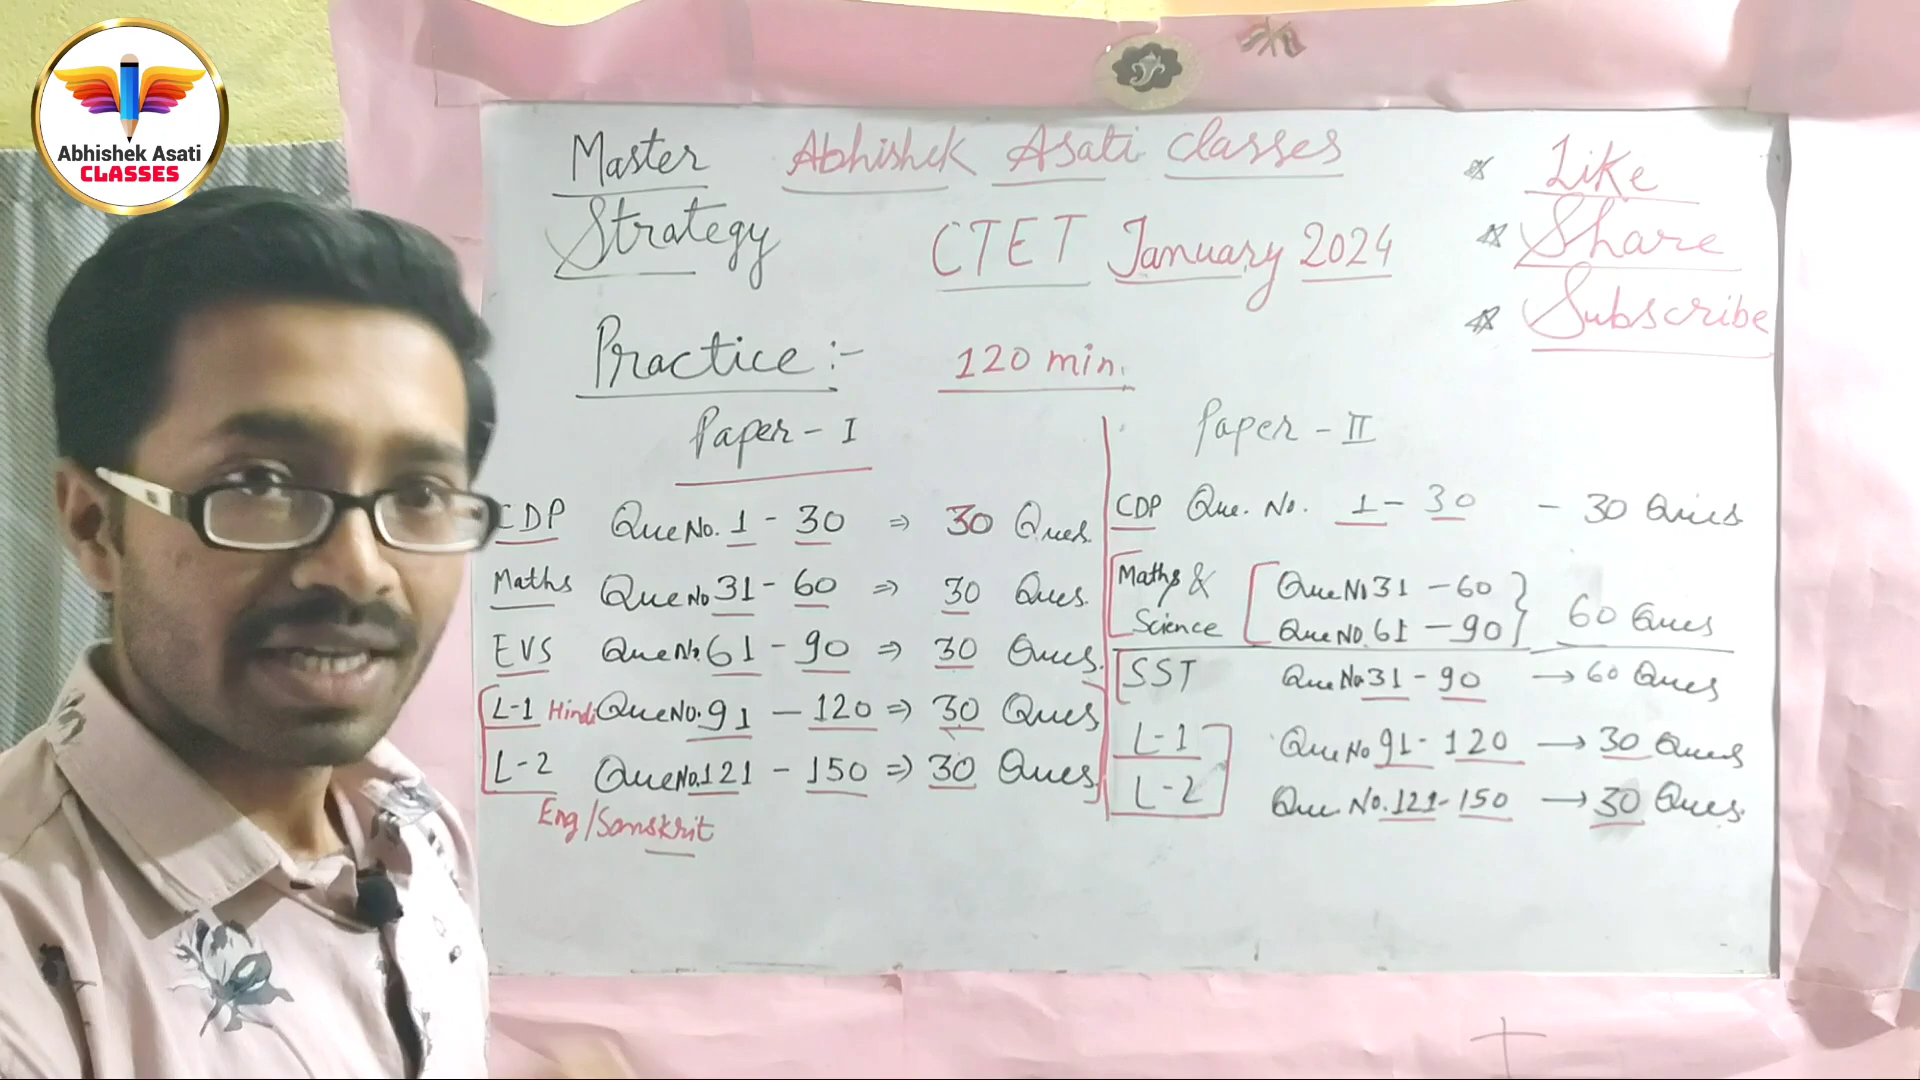 Abhishek Asati
CLASSES
Master Abhishek Asati Classes
Strategy CTET January 2024
* Like
* Share
* Subscribe
Practice :- 120 min.
Paper - I
CDP Que No. 1 - 30 ⇒ 30 Ques.
Maths Que No 31 - 60 ⇒ 30 Ques.
EVS Que No. 61 - 90 ⇒ 30 Ques.
L-1 Hindi Que No. 91 - 120 ⇒ 30 Ques
L-2 Que No. 121 - 150 ⇒ 30 Ques.
Eng/Sanskrit
Paper - II
CDP Que. No. 1 - 30 - 30 Ques
Maths & Que No 31 - 60
Science Que NO. 61 - 90 60 Ques
SST Que No 31 - 90 → 60 Ques
L-1 Que No 91 - 120 → 30 Ques
L-2 Que No. 121 - 150 → 30 Ques.